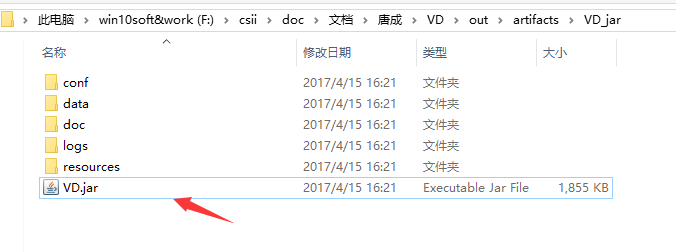 此电脑 > win10soft&work (F:) > csii > doc > 文档 > 唐成 > VD > out > artifacts > VD_jar
名称 修改日期 类型 大小
conf 2017/4/15 16:21 文件夹
data 2017/4/15 16:21 文件夹
doc 2017/4/15 16:21 文件夹
logs 2017/4/15 16:21 文件夹
resources 2017/4/15 16:21 文件夹
VD.jar 2017/4/15 16:21 Executable Jar File 1,855 KB